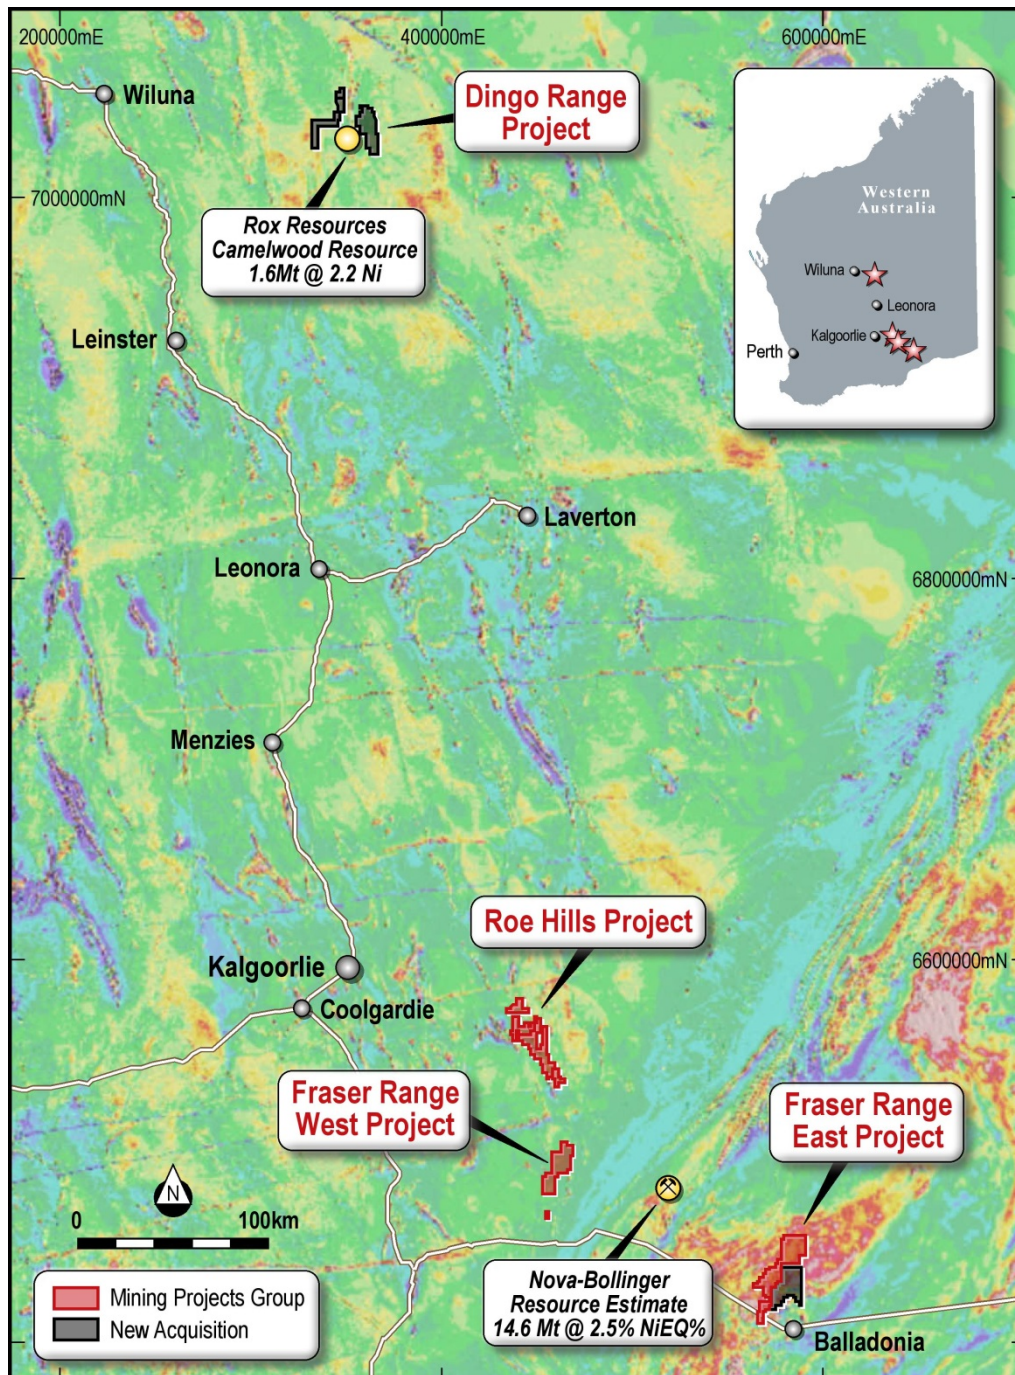 200000mE
400000mE
600000mE
Wiluna
Dingo Range
Project
7000000mN
Rox Resources
Camelwood Resource
1.6Mt @ 2.2 Ni
Western
Australia
Wiluna
Leonora
Kalgoorlie
Perth
Leinster
Laverton
Leonora
6800000mN
Menzies
Roe Hills Project
Kalgoorlie
6600000mN
Coolgardie
Fraser Range
West Project
Fraser Range
East Project
N
0 100km
Nova-Bollinger
Resource Estimate
14.6 Mt @ 2.5% NiEQ%
Mining Projects Group
New Acquisition
Balladonia